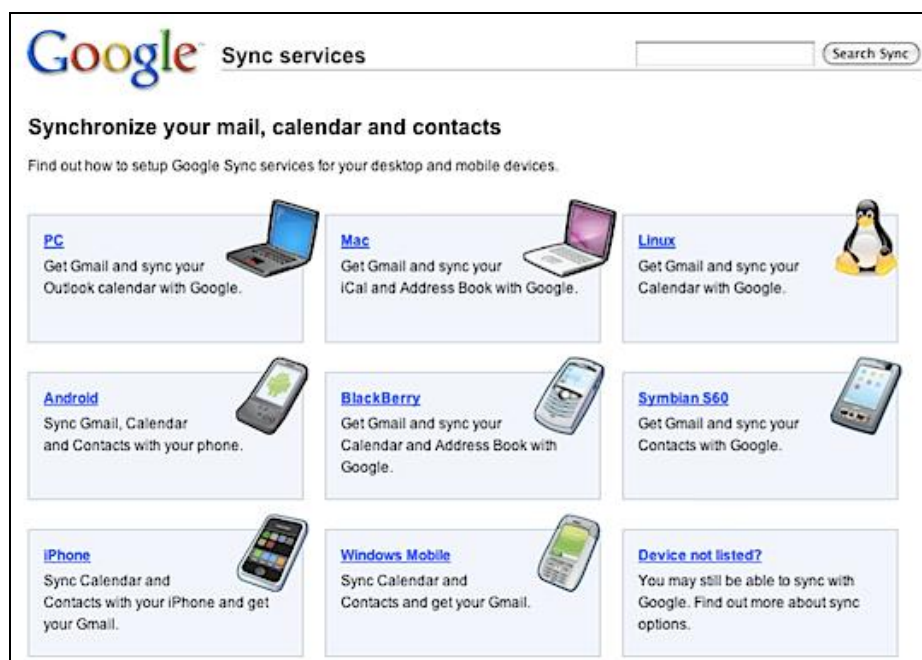 Google Sync services
Search Sync
Synchronize your mail, calendar and contacts
Find out how to setup Google Sync services for your desktop and mobile devices.
PC
Get Gmail and sync your
Outlook calendar with Google.
Mac
Get Gmail and sync your
iCal and Address Book with Google.
Linux
Get Gmail and sync your
Calendar with Google.
Android
Sync Gmail, Calendar
and Contacts with your phone.
BlackBerry
Get Gmail and sync your
Calendar and Address Book with
Google.
Symbian S60
Get Gmail and sync your
Contacts with Google.
iPhone
Sync Calendar and
Contacts with your iPhone and get
your Gmail.
Windows Mobile
Sync Calendar and
Contacts and get your Gmail.
Device not listed?
You may still be able to sync with
Google. Find out more about sync
options.